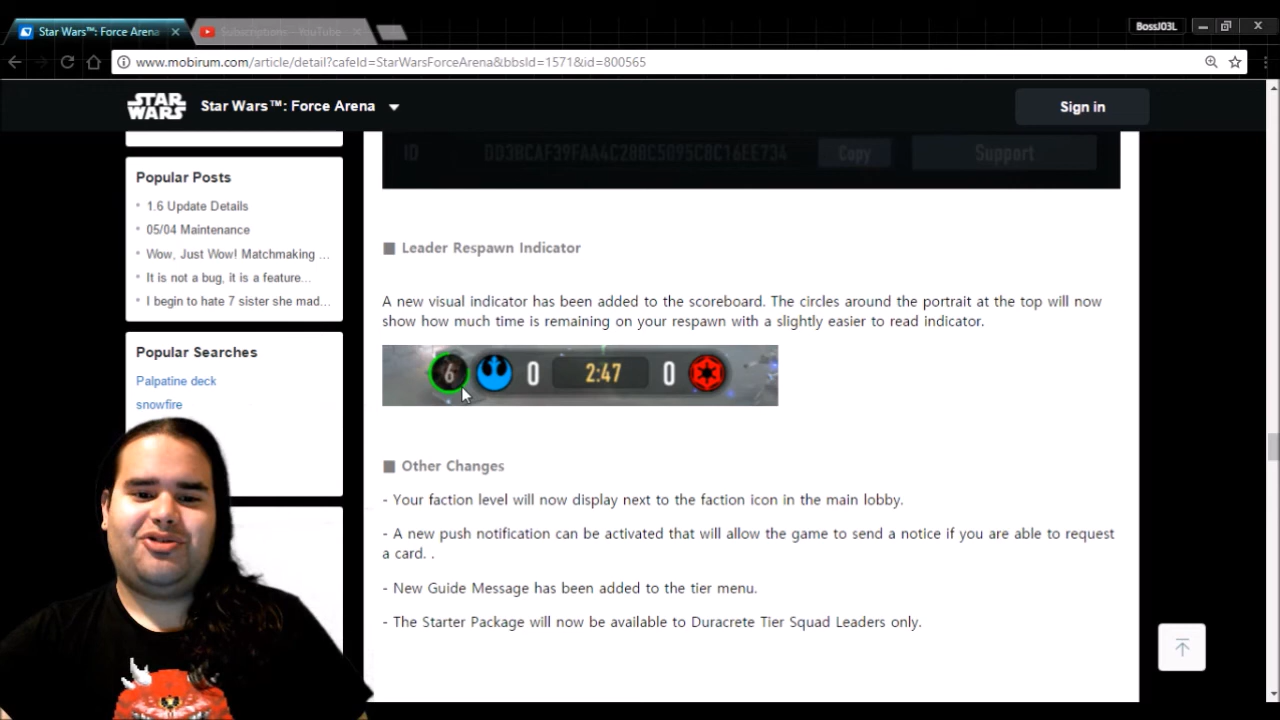 Star Wars™: Force Arena
Subscriptions - YouTube
BossJ03L
www.mobirum.com/article/detail?cafeId=StarWarsForceArena&bbsId=1571&id=800565
STAR WARS
Star Wars™: Force Arena
Sign in
Popular Posts
1.6 Update Details
05/04 Maintenance
Wow, Just Wow! Matchmaking ...
It is not a bug, it is a feature...
I begin to hate 7 sister she mad...
Popular Searches
Palpatine deck
snowfire
ID
Copy
Support
■ Leader Respawn Indicator
A new visual indicator has been added to the scoreboard. The circles around the portrait at the top will now
show how much time is remaining on your respawn with a slightly easier to read indicator.
6 0 2:47 0
■ Other Changes
- Your faction level will now display next to the faction icon in the main lobby.
- A new push notification can be activated that will allow the game to send a notice if you are able to request
a card. .
- New Guide Message has been added to the tier menu.
- The Starter Package will now be available to Duracrete Tier Squad Leaders only.